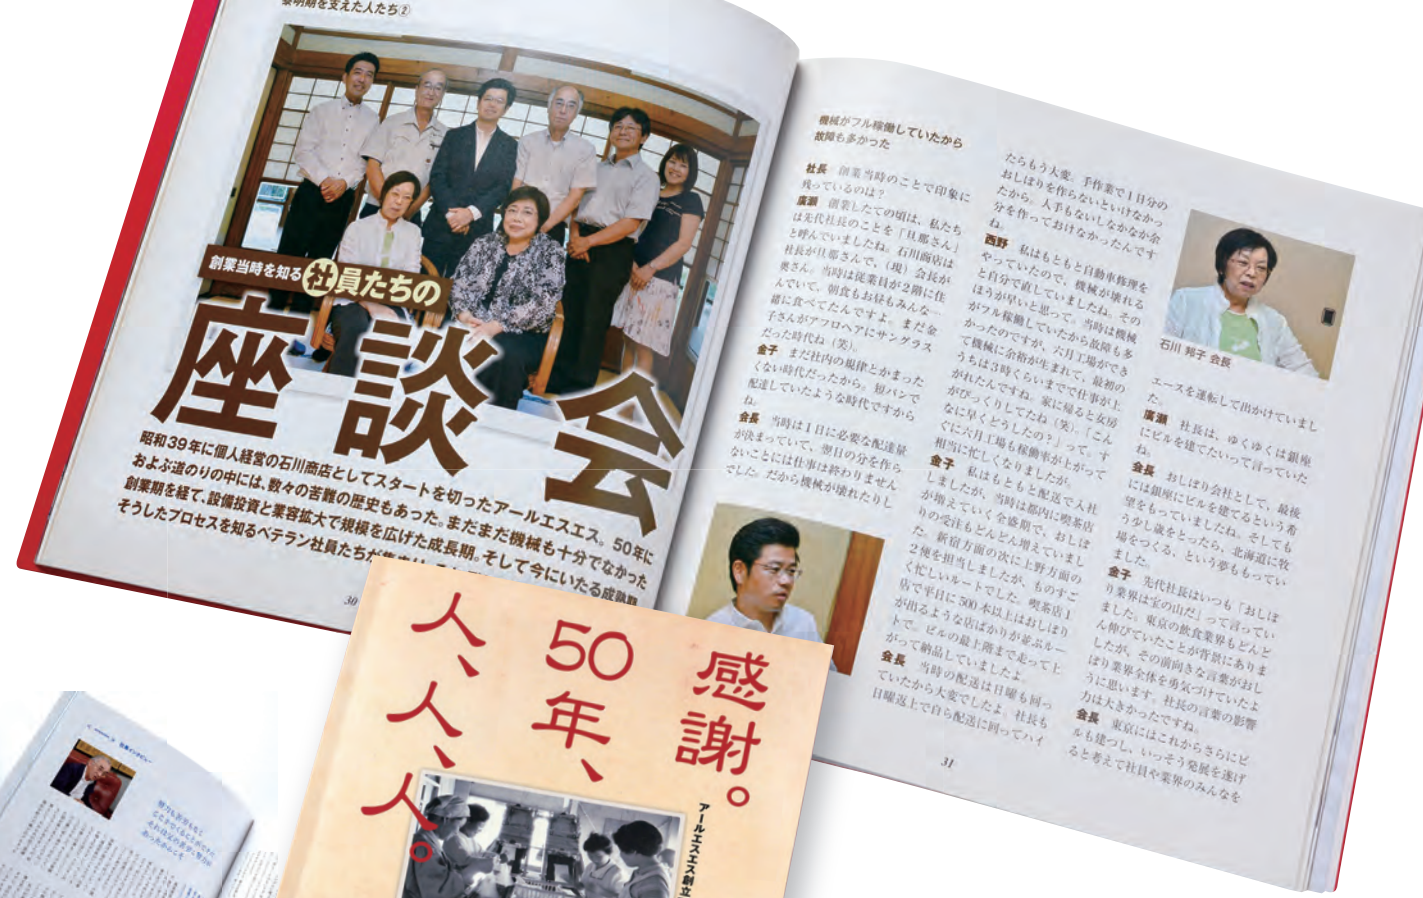 黎明期を支えた人たち②
創業当時を知る社員たちの
座談会
昭和39年に個人経営の石川商店としてスタートを切ったアールエスエス。50年に
およぶ道のりの中には、数々の苦難の歴史もあった。まだまだ機械も十分でなかった
創業期を経て、設備投資と業容拡大で規模を広げた成長期。そして今にいたる成熟期。
そうしたプロセスを知るベテラン社員たちが
30
機械がフル稼働していたから
故障も多かった
社長　創業当時のことで印象に
残っているのは？
廣瀬　創業したての頃は、私たち
は先代社長のことを「旦那さん」
と呼んでいましたね。石川商店は
社長が旦那さんで、（現）会長が
奥さん。当時は従業員が2階に住
んでいて、朝食もお昼もみんな一
緒に食べてたんですよ。まだ金
子さんがアフロヘアにサングラス
だった時代ね（笑）。
金子　まだ社内の規律とかまった
くない時代だったから。短パンで
配達していたような時代ですから
ね。
会長　当時は1日に必要な配達量
が決まっていて、翌日の分を作ら
ないことには仕事は終わりません
でした。だから機械が壊れたりし
たらもう大変。手作業で1日分の
おしぼりを作らないといけなかっ
たから。人手もないしなかなか余
分を作っておけなかったんです
ね。
西野　私はもともと自動車修理を
やっていたので、機械が壊れる
と自分で直していましたね。その
ほうが早いと思って。当時は機械
がフル稼働していたから故障も多
かったのですが、六月工場ができ
て機械に余裕が生まれて、最初の
うちは3時くらいまでで仕事が上
がれたんですね。家に帰ると女房
がびっくりしてたね（笑）。「こん
なに早くどうしたの？」って。す
ぐに六月工場も稼働率が上がって
相当に忙しくなりましたが。
金子　私はもともと配送で入社
しましたが、当時は都内に喫茶店
が増えていく全盛期で、おしぼ
りの受注もどんどん増えていまし
た。新宿方面の次に上野方面の
2便を担当しましたが、ものすご
く忙しいルートでした。喫茶店1
店で平日に300本以上はおしぼり
が出るような店ばかりが並ぶルー
トで。ビルの最上階まで走って上
がって納品していましたよ。
会長　当時の配送は日曜も回っ
ていたから大変でしたよ。社長も
日曜返上で自ら配送に回ってハイ
石川 邦子 会長
エースを運転して出かけていまし
た。
廣瀬　社長は、ゆくゆくは銀座
にビルを建てたいって言っていた
ね。
会長　おしぼり会社として、最後
には銀座にビルを建てるという希
望をもっていましたね。そしても
う少し歳をとったら、北海道に牧
場をつくる、という夢ももってい
ました。
金子　先代社長はいつも「おしぼ
り業界は宝の山だ」って言ってい
ました。東京の飲食業界もどんど
ん伸びていたことが背景にありま
したが、その前向きな言葉がおし
ぼり業界全体を勇気づけていたよ
うに思います。社長の言葉の影響
力は大きかったですね。
会長　東京にはこれからさらにビ
ルも建つし、いっそう発展を遂げ
ると考えて社員や業界のみんなを
31
感謝。
50年、
人、人、人。
アールエスエス創立